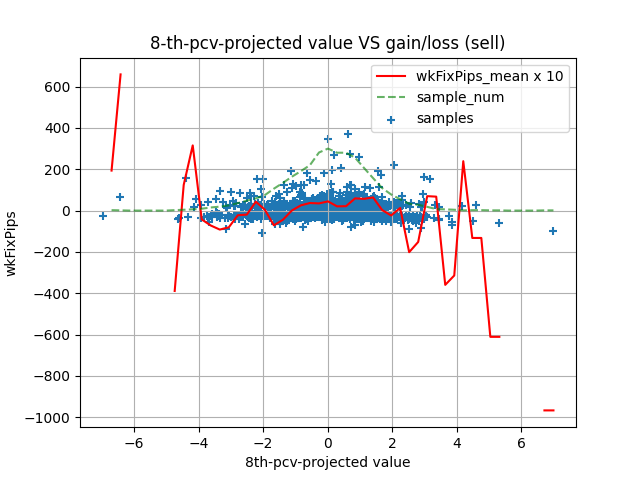 8-th-pcv-projected value VS gain/loss (sell)
wkFixPips_mean x 10
sample_num
samples
600
400
200
0
−200
−400
−600
−800
−1000
wkFixPips
−6 −4 −2 0 2 4 6
8th-pcv-projected value